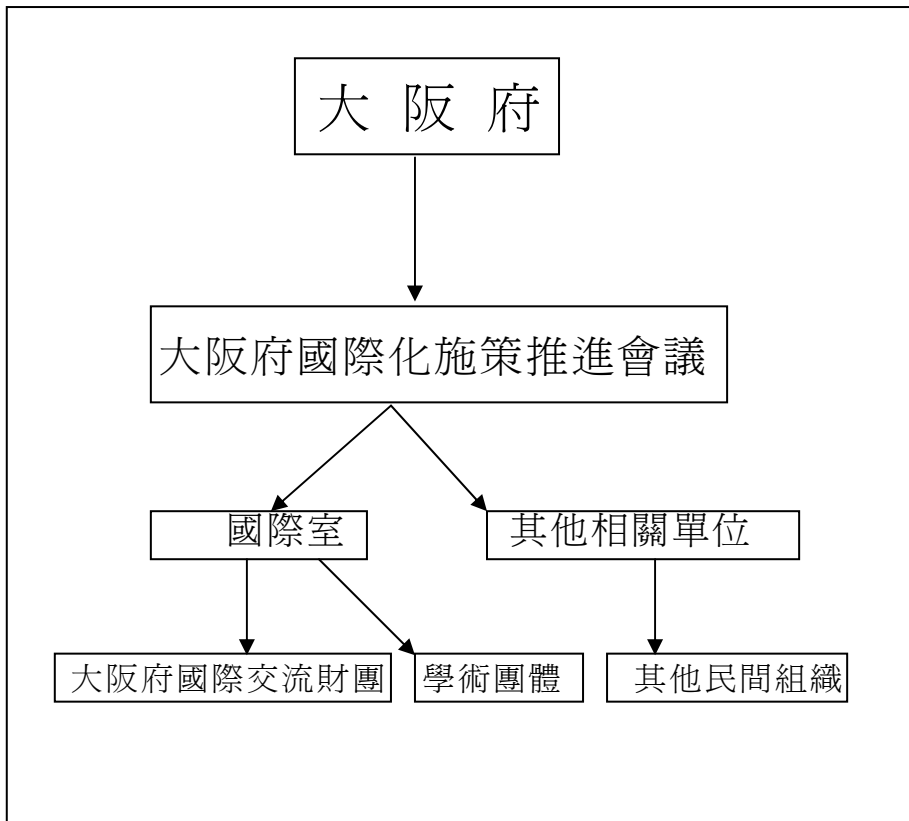 大阪府
大阪府國際化施策推進會議
國際室
其他相關單位
大阪府國際交流財團
學術團體
其他民間組織